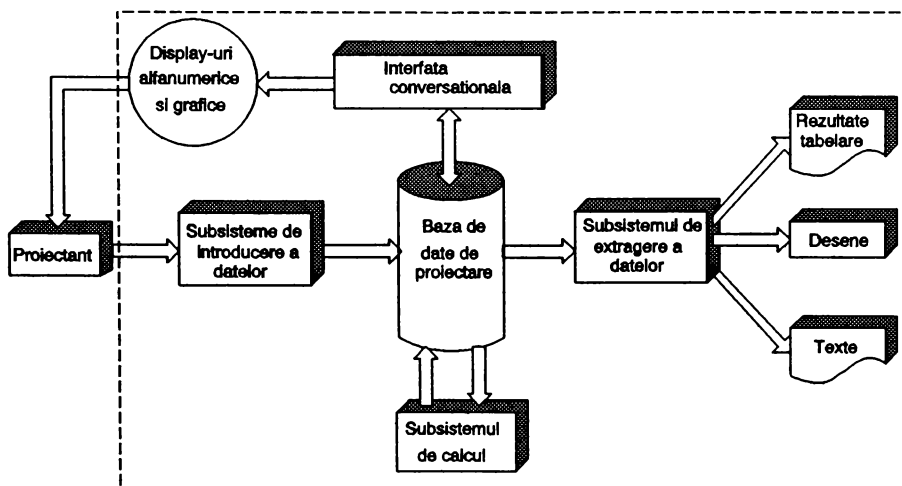 Display-uri
alfanumerice
si grafice
Interfata
conversationala
Rezultate
tabelare
Proiectant
Subsisteme de
introducere a
datelor
Baza de
date de
proiectare
Subsistemul de
extragere a
datelor
Desene
Texte
Subsistemul
de calcul